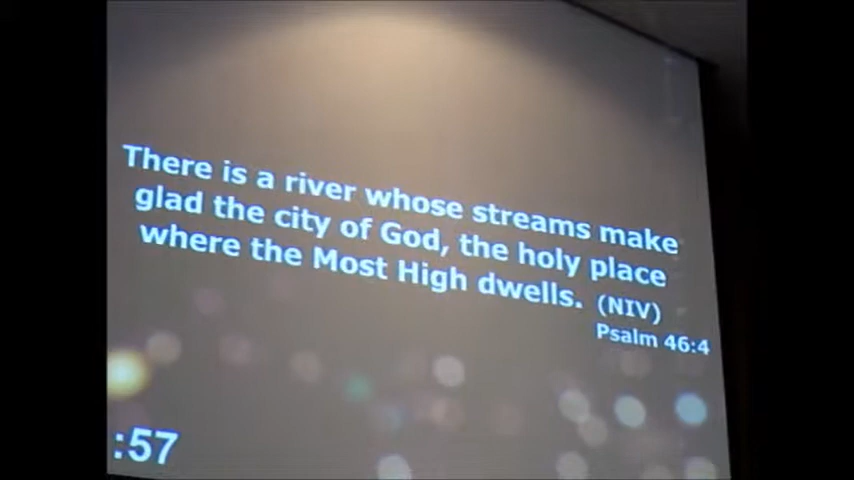 There is a river whose streams make
glad the city of God, the holy place
where the Most High dwells. (NIV)
Psalm 46:4
:57